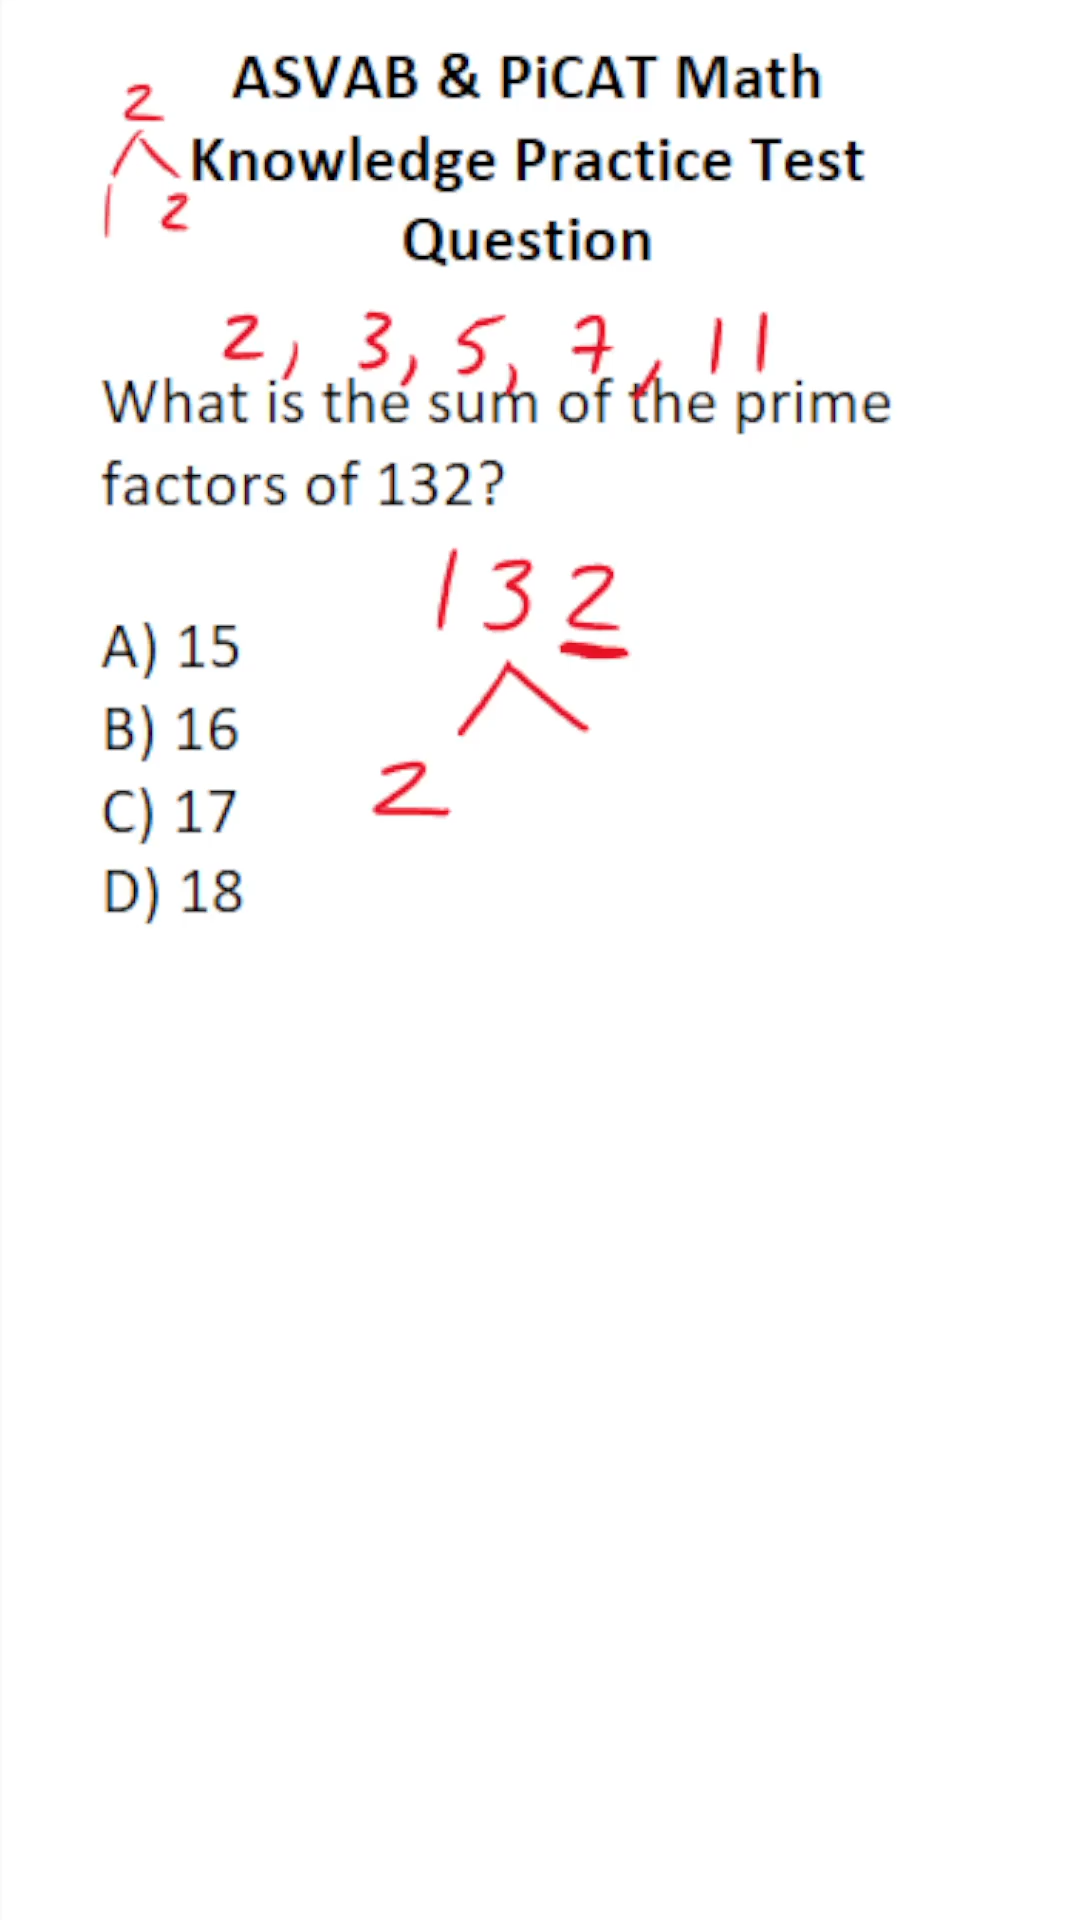 ASVAB & PiCAT Math
2
Knowledge Practice Test
1 2
Question
2, 3, 5, 7, 11
What is the sum of the prime
factors of 132?
132
A) 15
B) 16
2
C) 17
D) 18